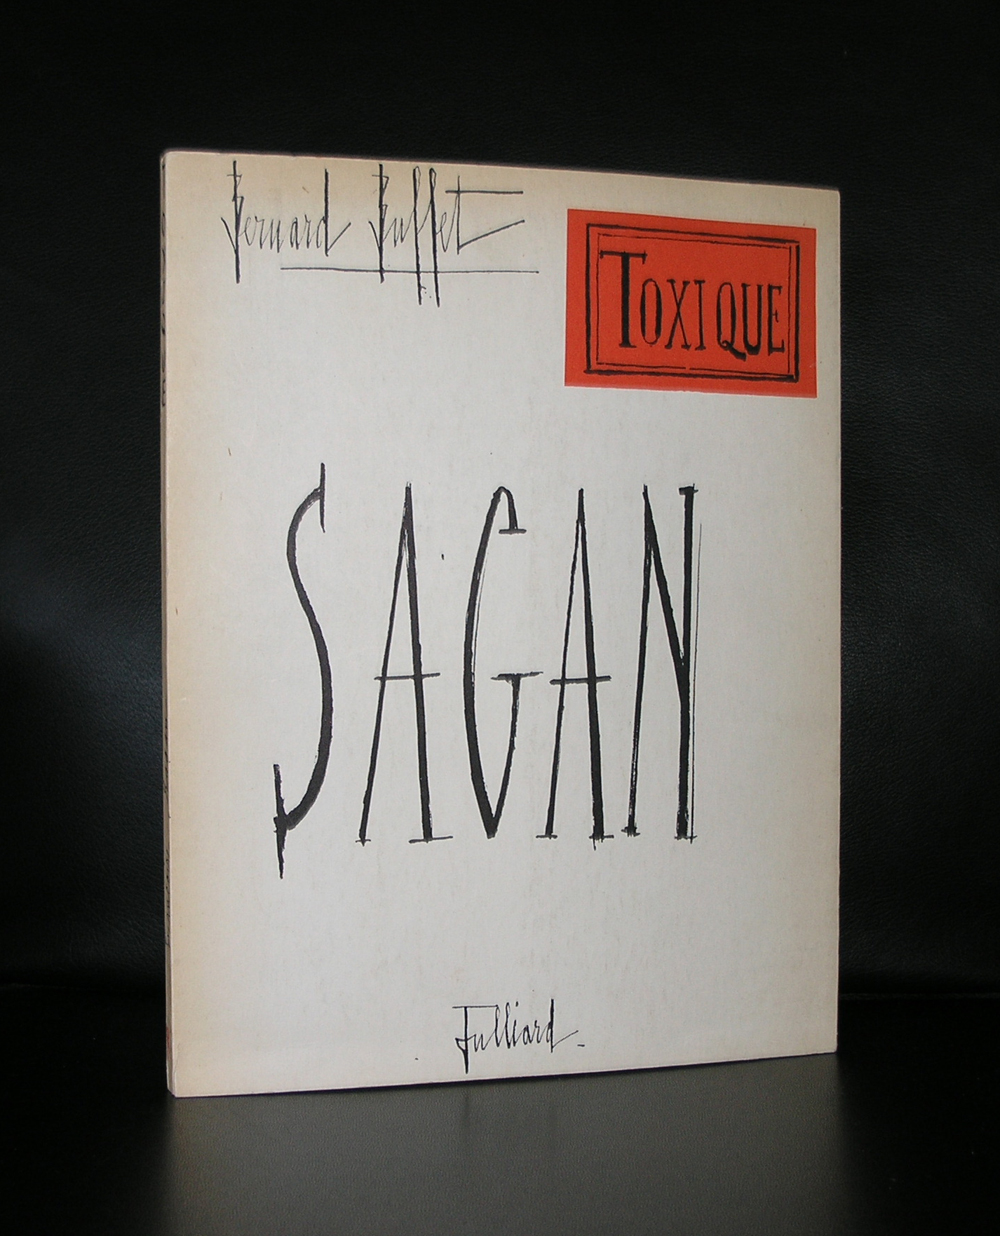 Bernard Buffet
TOXIQUE
SAGAN
Julliard